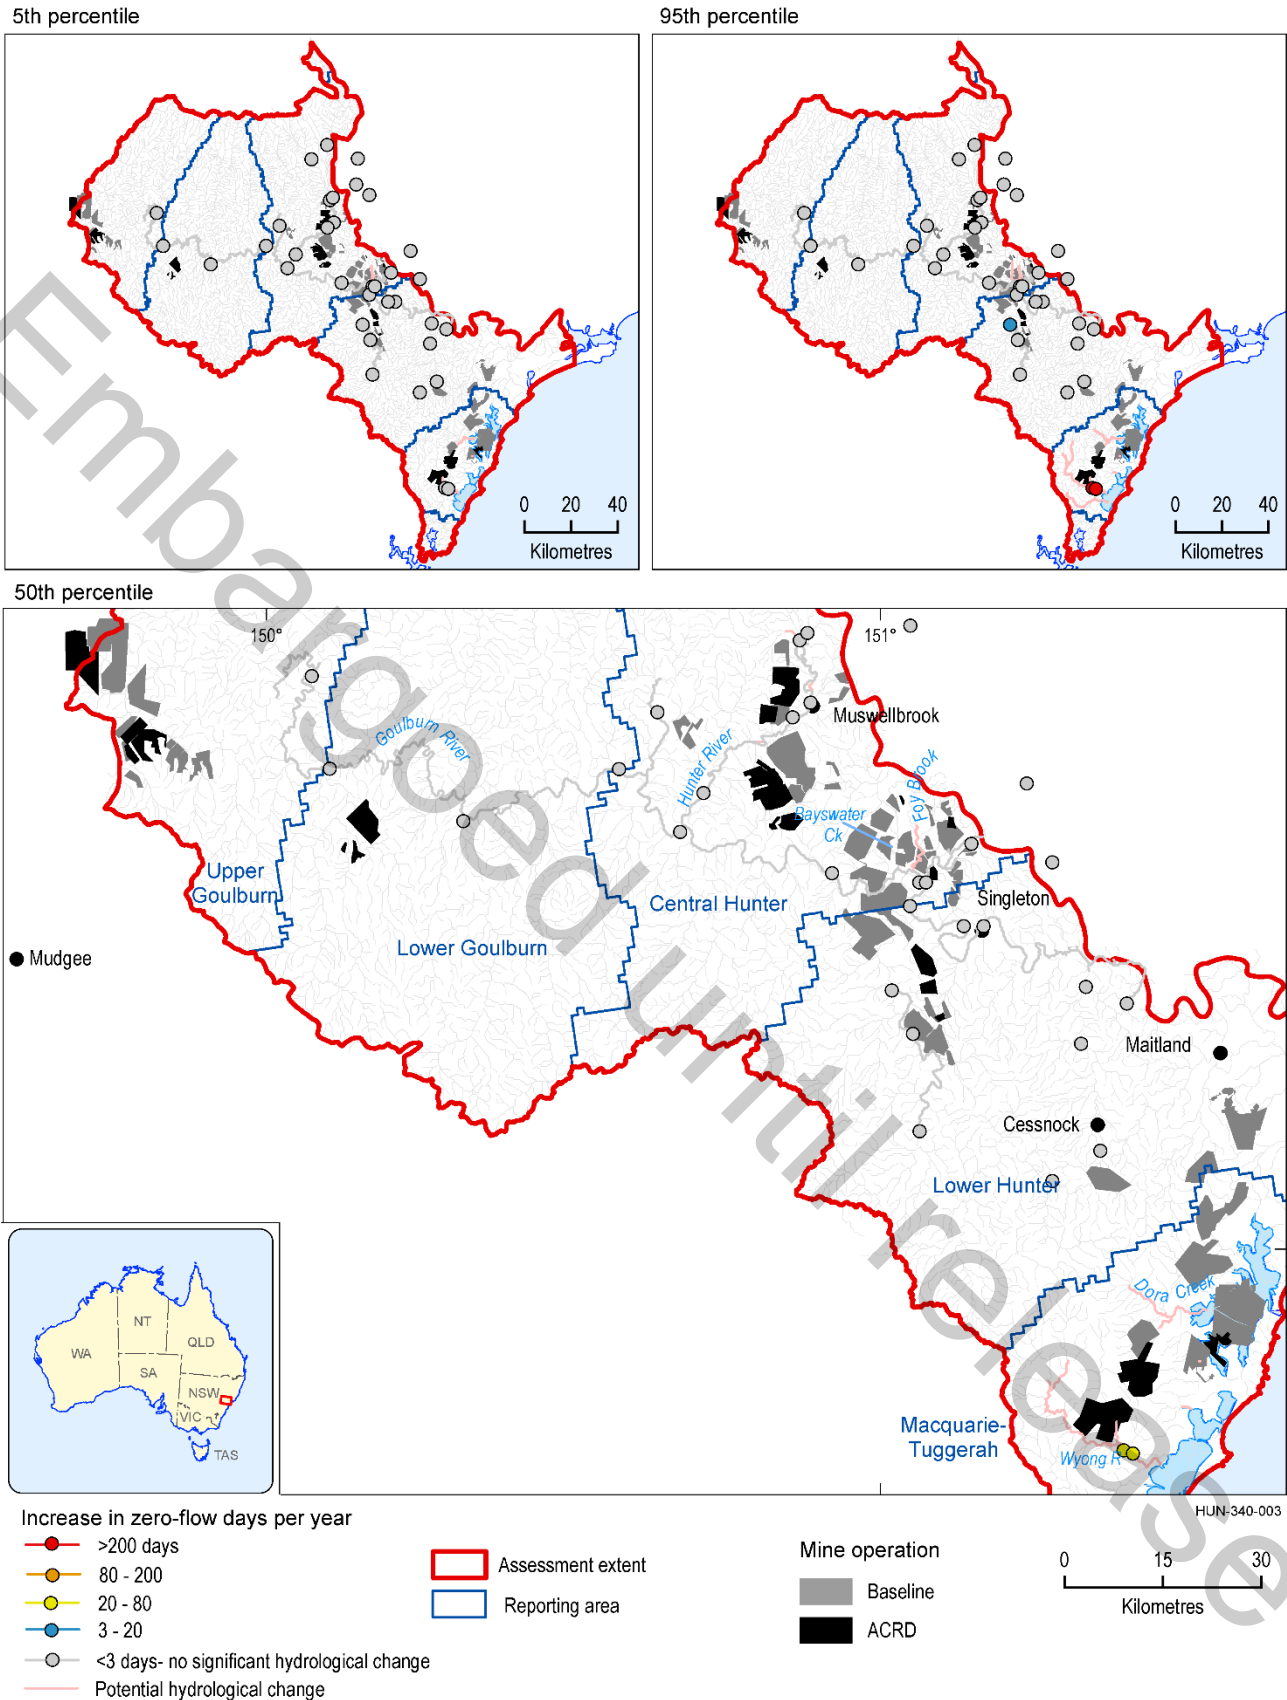 5th percentile
95th percentile
0 20 40
Kilometres
0 20 40
Kilometres
50th percentile
150°
151°
Muswellbrook
Goulburn River
Hunter River
Foy Brook
Bayswater
Ck
Upper
Goulburn
Central Hunter
Singleton
Lower Goulburn
Mudgee
Maitland
Cessnock
Lower Hunter
Dora Creek
Macquarie-
Tuggerah
Wyong R
WA
NT
QLD
SA
NSW
VIC
TAS
HUN-340-003
Embargoed until release
Increase in zero-flow days per year
>200 days
80 - 200
20 - 80
3 - 20
<3 days- no significant hydrological change
Potential hydrological change
Assessment extent
Reporting area
Mine operation
Baseline
ACRD
0 15 30
Kilometres